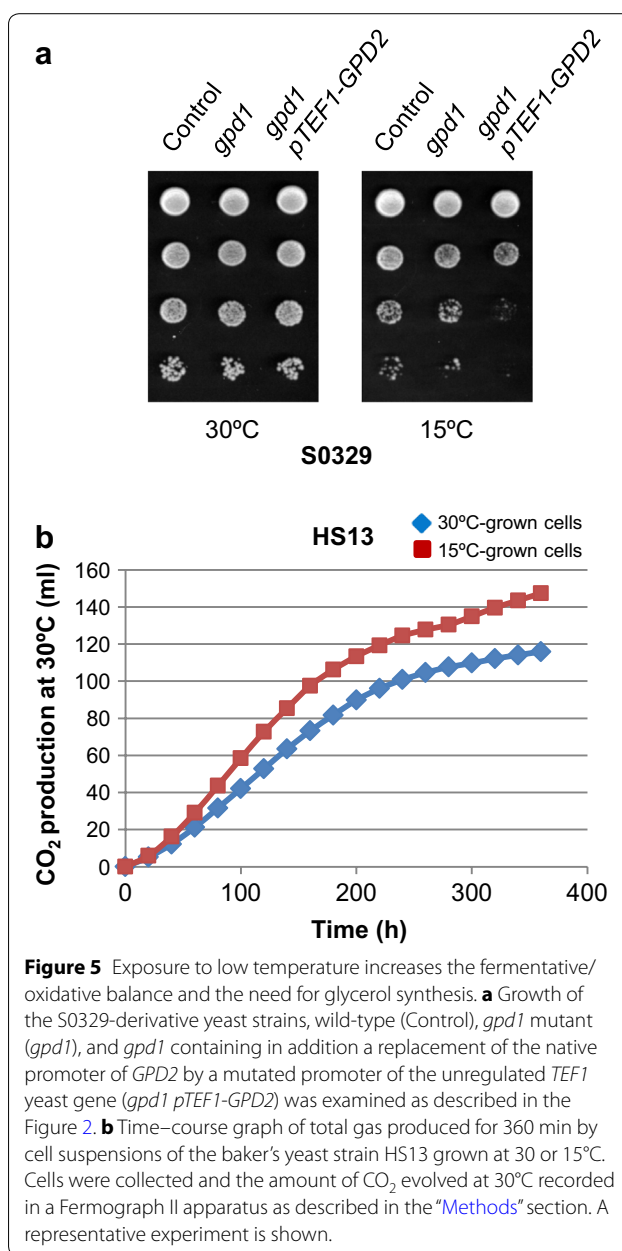 a
Control
gpd1
gpd1
pTEF1-GPD2
Control
gpd1
gpd1
pTEF1-GPD2
30ºC
15ºC
S0329
b
HS13
30ºC-grown cells
15ºC-grown cells
CO2 production at 30ºC (ml)
160
140
120
100
80
60
40
20
0
0
100
200
300
400
Time (h)
Figure 5 Exposure to low temperature increases the fermentative/
oxidative balance and the need for glycerol synthesis. a Growth of
the S0329-derivative yeast strains, wild-type (Control), gpd1 mutant
(gpd1), and gpd1 containing in addition a replacement of the native
promoter of GPD2 by a mutated promoter of the unregulated TEF1
yeast gene (gpd1 pTEF1-GPD2) was examined as described in the
Figure 2. b Time–course graph of total gas produced for 360 min by
cell suspensions of the baker's yeast strain HS13 grown at 30 or 15°C.
Cells were collected and the amount of CO2 evolved at 30°C recorded
in a Fermograph II apparatus as described in the "Methods" section. A
representative experiment is shown.